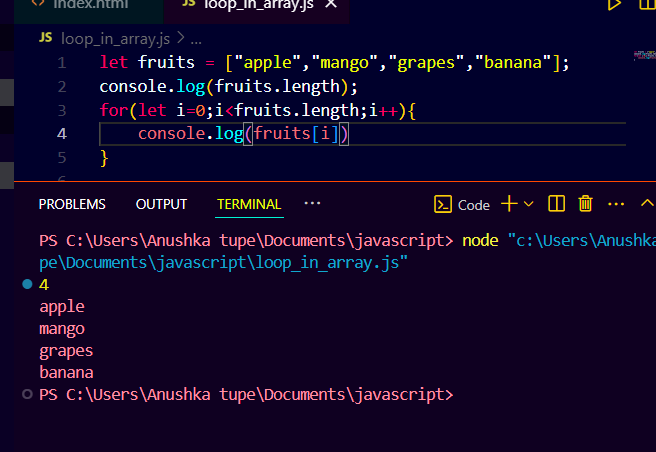 index.html JS loop_in_array.js ×
JS loop_in_array.js > ...
1 let fruits = ["apple","mango","grapes","banana"];
2 console.log(fruits.length);
3 for(let i=0;i<fruits.length;i++){
4 console.log(fruits[i])
5 }
6
PROBLEMS OUTPUT TERMINAL ... Code
PS C:\Users\Anushka tupe\Documents\javascript> node "c:\Users\Anushka
pe\Documents\javascript\loop_in_array.js"
4
apple
mango
grapes
banana
PS C:\Users\Anushka tupe\Documents\javascript>